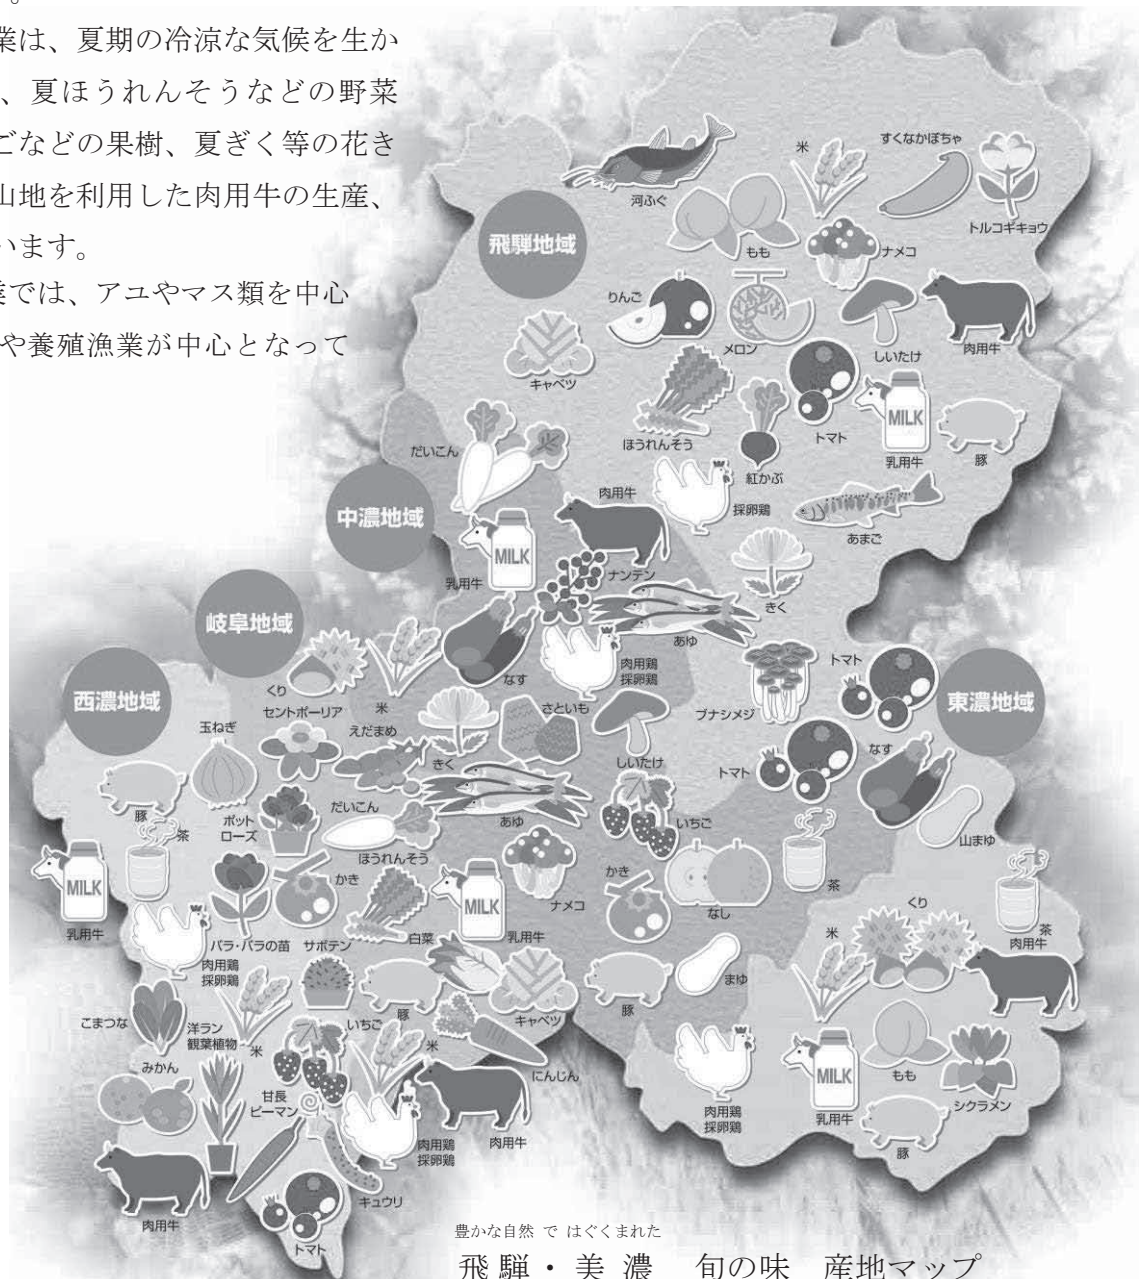 。
業は、夏期の冷涼な気候を生か
、夏ほうれんそうなどの野菜
ごなどの果樹、夏ぎく等の花き
山地を利用した肉用牛の生産、
います。
業では、アユやマス類を中心
や養殖漁業が中心となって
飛騨地域
河ふぐ
もも
米
すくなかぼちゃ
トルコギキョウ
ナメコ
りんご
メロン
しいたけ
肉用牛
キャベツ
ほうれんそう
紅かぶ
トマト
MILK
乳用牛
豚
だいこん
採卵鶏
あまご
中濃地域
肉用牛
MILK
乳用牛
ナンテン
きく
あゆ
岐阜地域
くり
米
なす
肉用鶏
採卵鶏
ブナシメジ
トマト
東濃地域
西濃地域
玉ねぎ
セントポーリア
えだまめ
きく
さといも
しいたけ
トマト
なす
豚
茶
ポット
ローズ
だいこん
あゆ
いちご
山まゆ
MILK
乳用牛
ほうれんそう
かき
ナメコ
かき
なし
茶
肉用鶏
採卵鶏
バラ・バラの苗
サボテン
白菜
MILK
乳用牛
くり
茶
肉用牛
こまつな
洋ラン
観葉植物
米
いちご
豚
米
キャベツ
にんじん
豚
まゆ
米
みかん
甘長
ピーマン
肉用鶏
採卵鶏
肉用牛
肉用鶏
採卵鶏
MILK
乳用牛
もも
シクラメン
豚
肉用牛
キュウリ
トマト
豊かな自然 で はぐくまれた
飛騨・美濃 旬の味 産地マップ